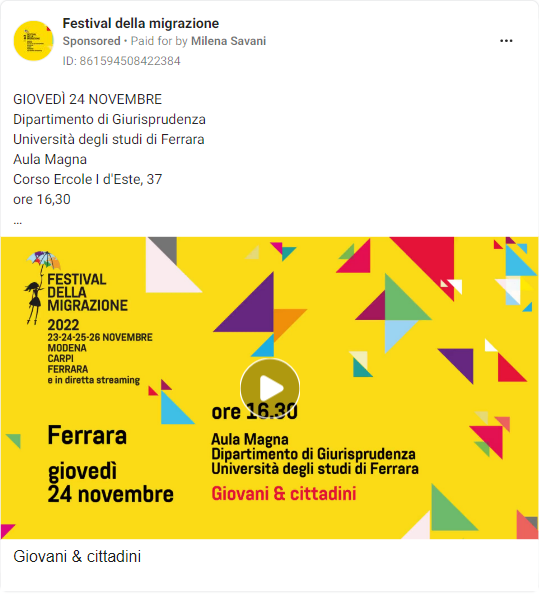 Festival della migrazione
Sponsored • Paid for by Milena Savani
ID: 861594508422384
GIOVEDÌ 24 NOVEMBRE
Dipartimento di Giurisprudenza
Università degli studi di Ferrara
Aula Magna
Corso Ercole I d'Este, 37
ore 16,30
...
FESTIVAL
DELLA
MIGRAZIONE
2022
23-24-25-26 NOVEMBRE
MODENA
CARPI
FERRARA
e in diretta streaming
Ferrara
giovedì
24 novembre
ore 16.30
Aula Magna
Dipartimento di Giurisprudenza
Università degli studi di Ferrara
Giovani & cittadini
Giovani & cittadini